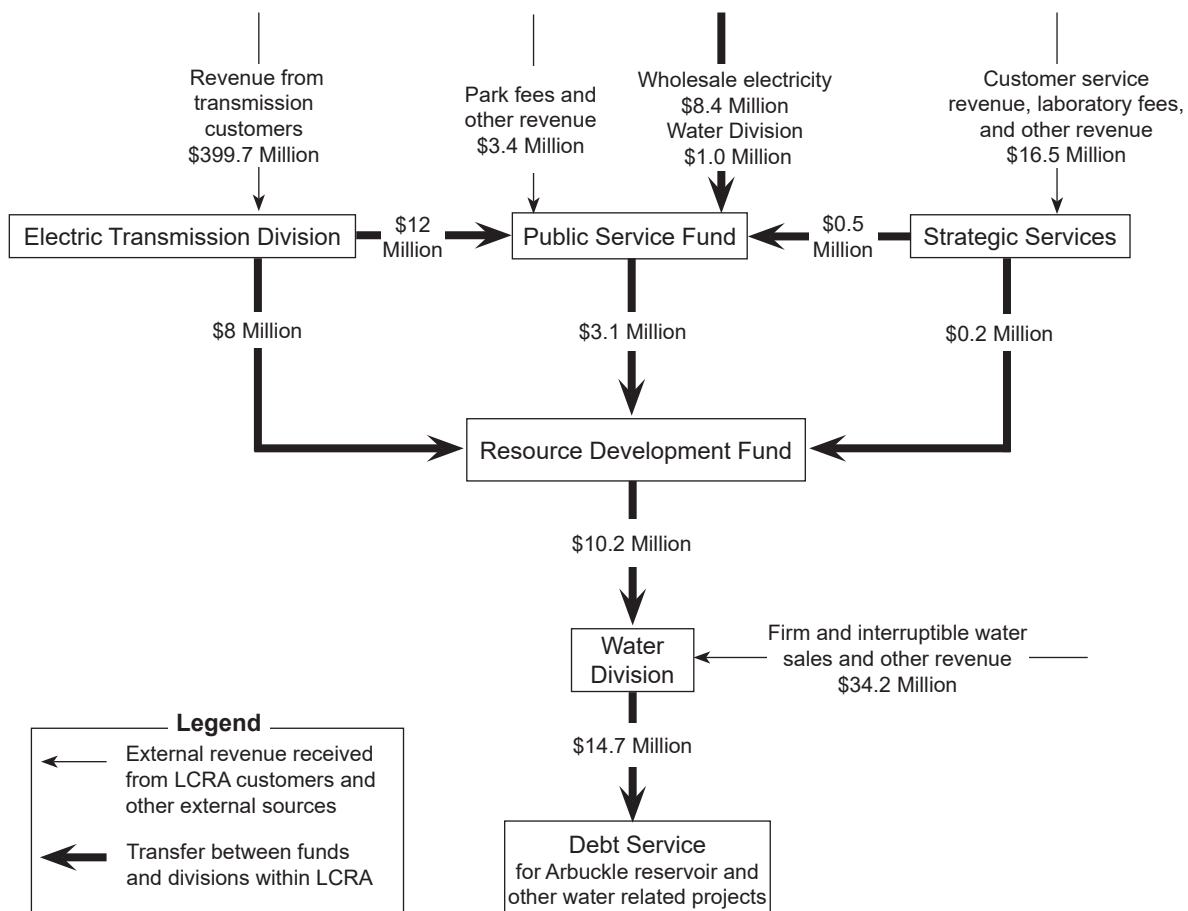 Revenue from
transmission
customers
$399.7 Million
Park fees and
other revenue
$3.4 Million
Wholesale electricity
$8.4 Million
Water Division
$1.0 Million
Customer service
revenue, laboratory fees,
and other revenue
$16.5 Million
Electric Transmission Division
$12
Million
Public Service Fund
$0.5
Million
Strategic Services
$8 Million
$3.1 Million
$0.2 Million
Resource Development Fund
$10.2 Million
Water
Division
Firm and interruptible water
sales and other revenue
$34.2 Million
$14.7 Million
Debt Service
for Arbuckle reservoir and
other water related projects
Legend
External revenue received
from LCRA customers and
other external sources
Transfer between funds
and divisions within LCRA